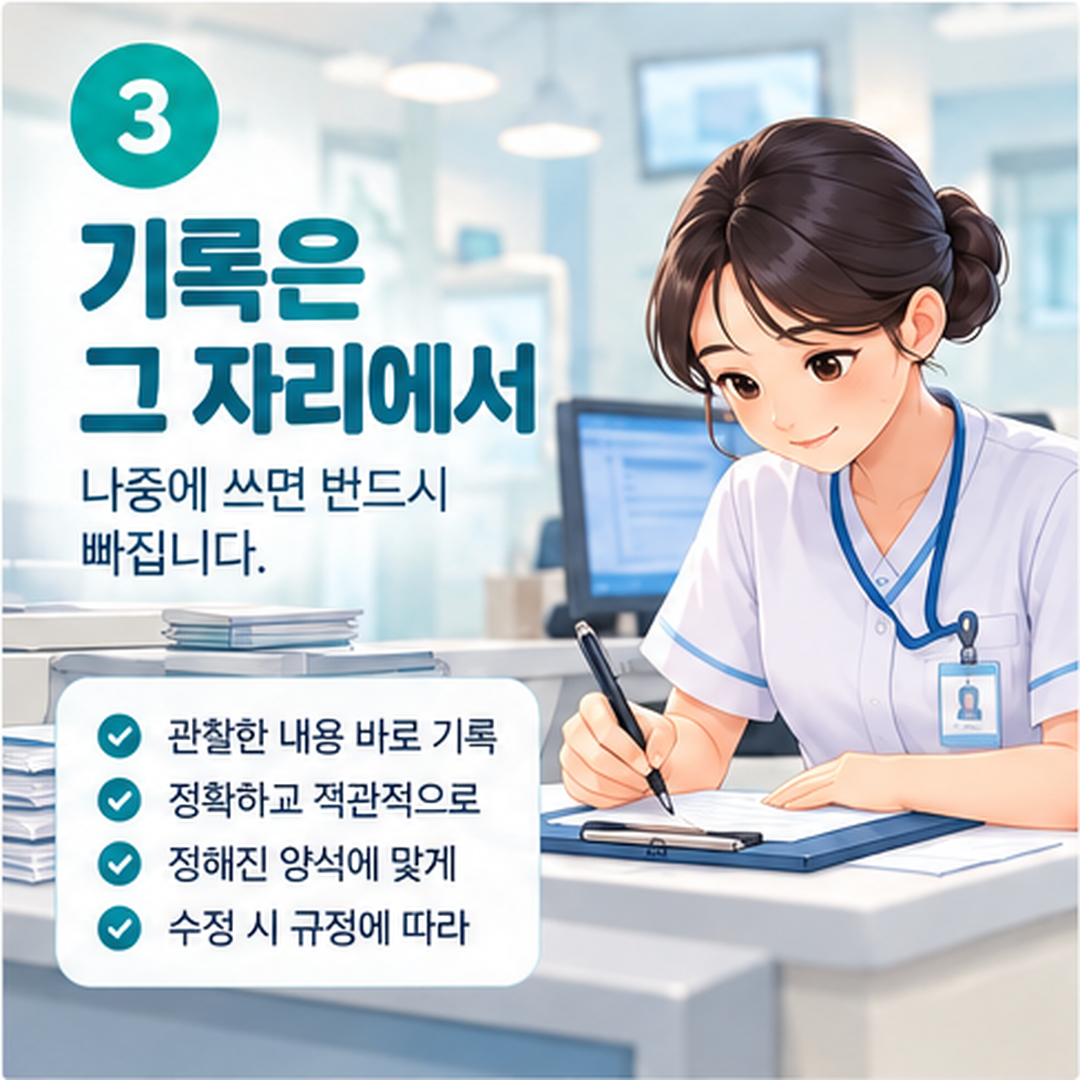 3
기록은
그 자리에서
나중에 쓰면 반드시
빠집니다.
관찰한 내용 바로 기록
정확하고 적관적으로
정해진 양석에 맞게
수정 시 규정에 따라